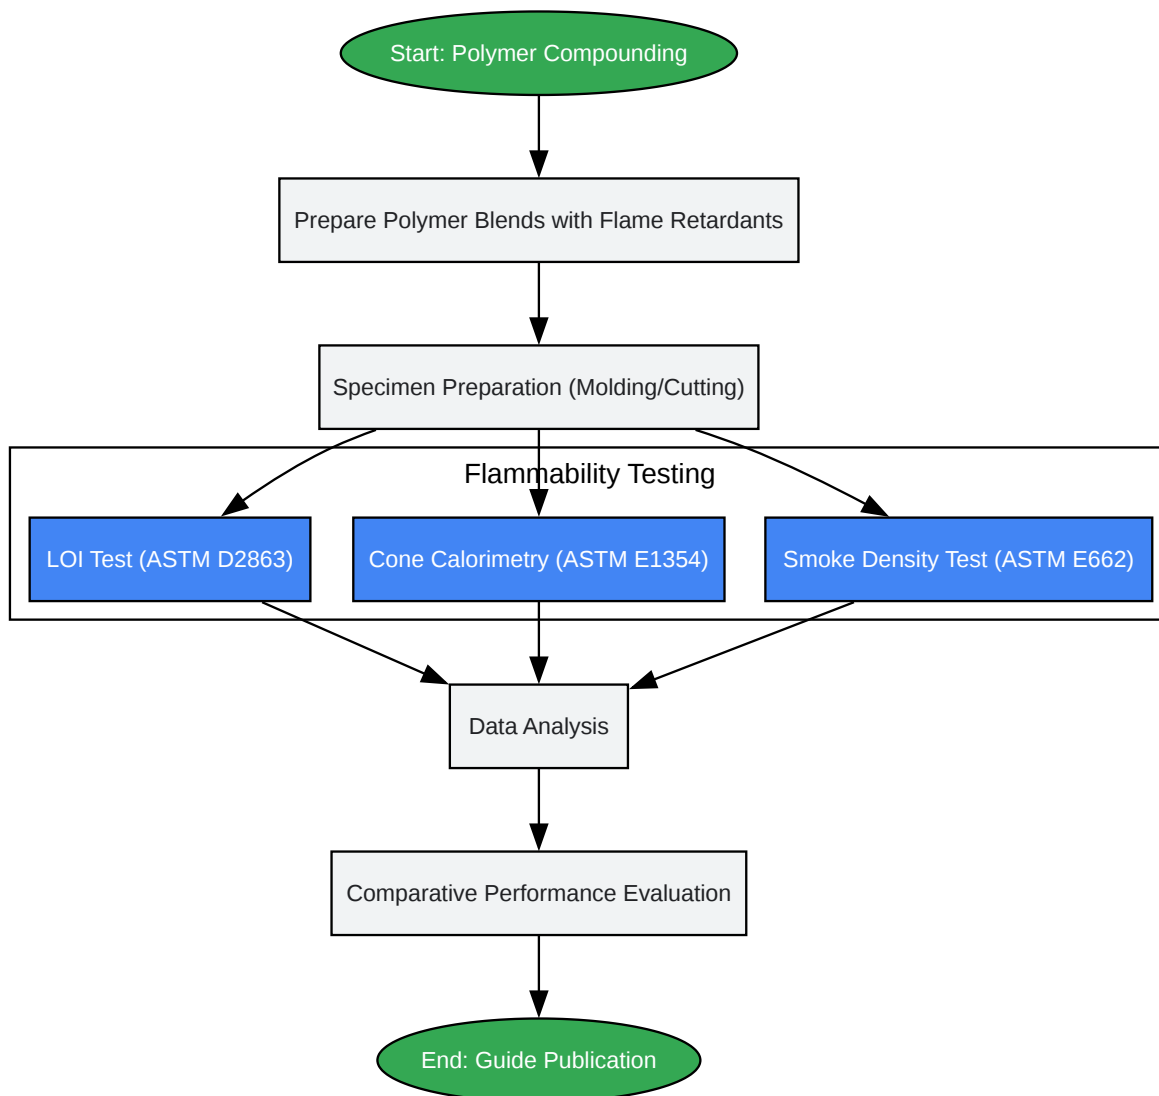 Start: Polymer Compounding
Prepare Polymer Blends with Flame Retardants
Specimen Preparation (Molding/Cutting)
Flammability Testing
LOI Test (ASTM D2863)
Cone Calorimetry (ASTM E1354)
Smoke Density Test (ASTM E662)
Data Analysis
Comparative Performance Evaluation
End: Guide Publication